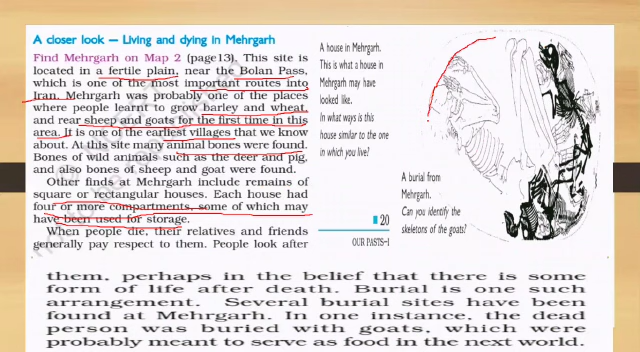 A closer look — Living and dying in Mehrgarh
Find Mehrgarh on Map 2 (page13). This site is
located in a fertile plain, near the Bolan Pass,
which is one of the most important routes into
Iran. Mehrgarh was probably one of the places
where people learnt to grow barley and wheat,
and rear sheep and goats for the first time in this
area. It is one of the earliest villages that we know
about. At this site many animal bones were found.
Bones of wild animals such as the deer and pig,
and also bones of sheep and goat were found.
Other finds at Mehrgarh include remains of
square or rectangular houses. Each house had
four or more compartments, some of which may
have been used for storage.
When people die, their relatives and friends
generally pay respect to them. People look after
A house in Mehrgarh.
This is what a house in
Mehrgarh may have
looked like.
In what ways is this
house similar to the one
in which you live?
A burial from
Mehrgarh.
Can you identify the
skeletons of the goats?
20
OUR PASTS–I
them, perhaps in the belief that there is some
form of life after death. Burial is one such
arrangement. Several burial sites have been
found at Mehrgarh. In one instance, the dead
person was buried with goats, which were
probably meant to serve as food in the next world.